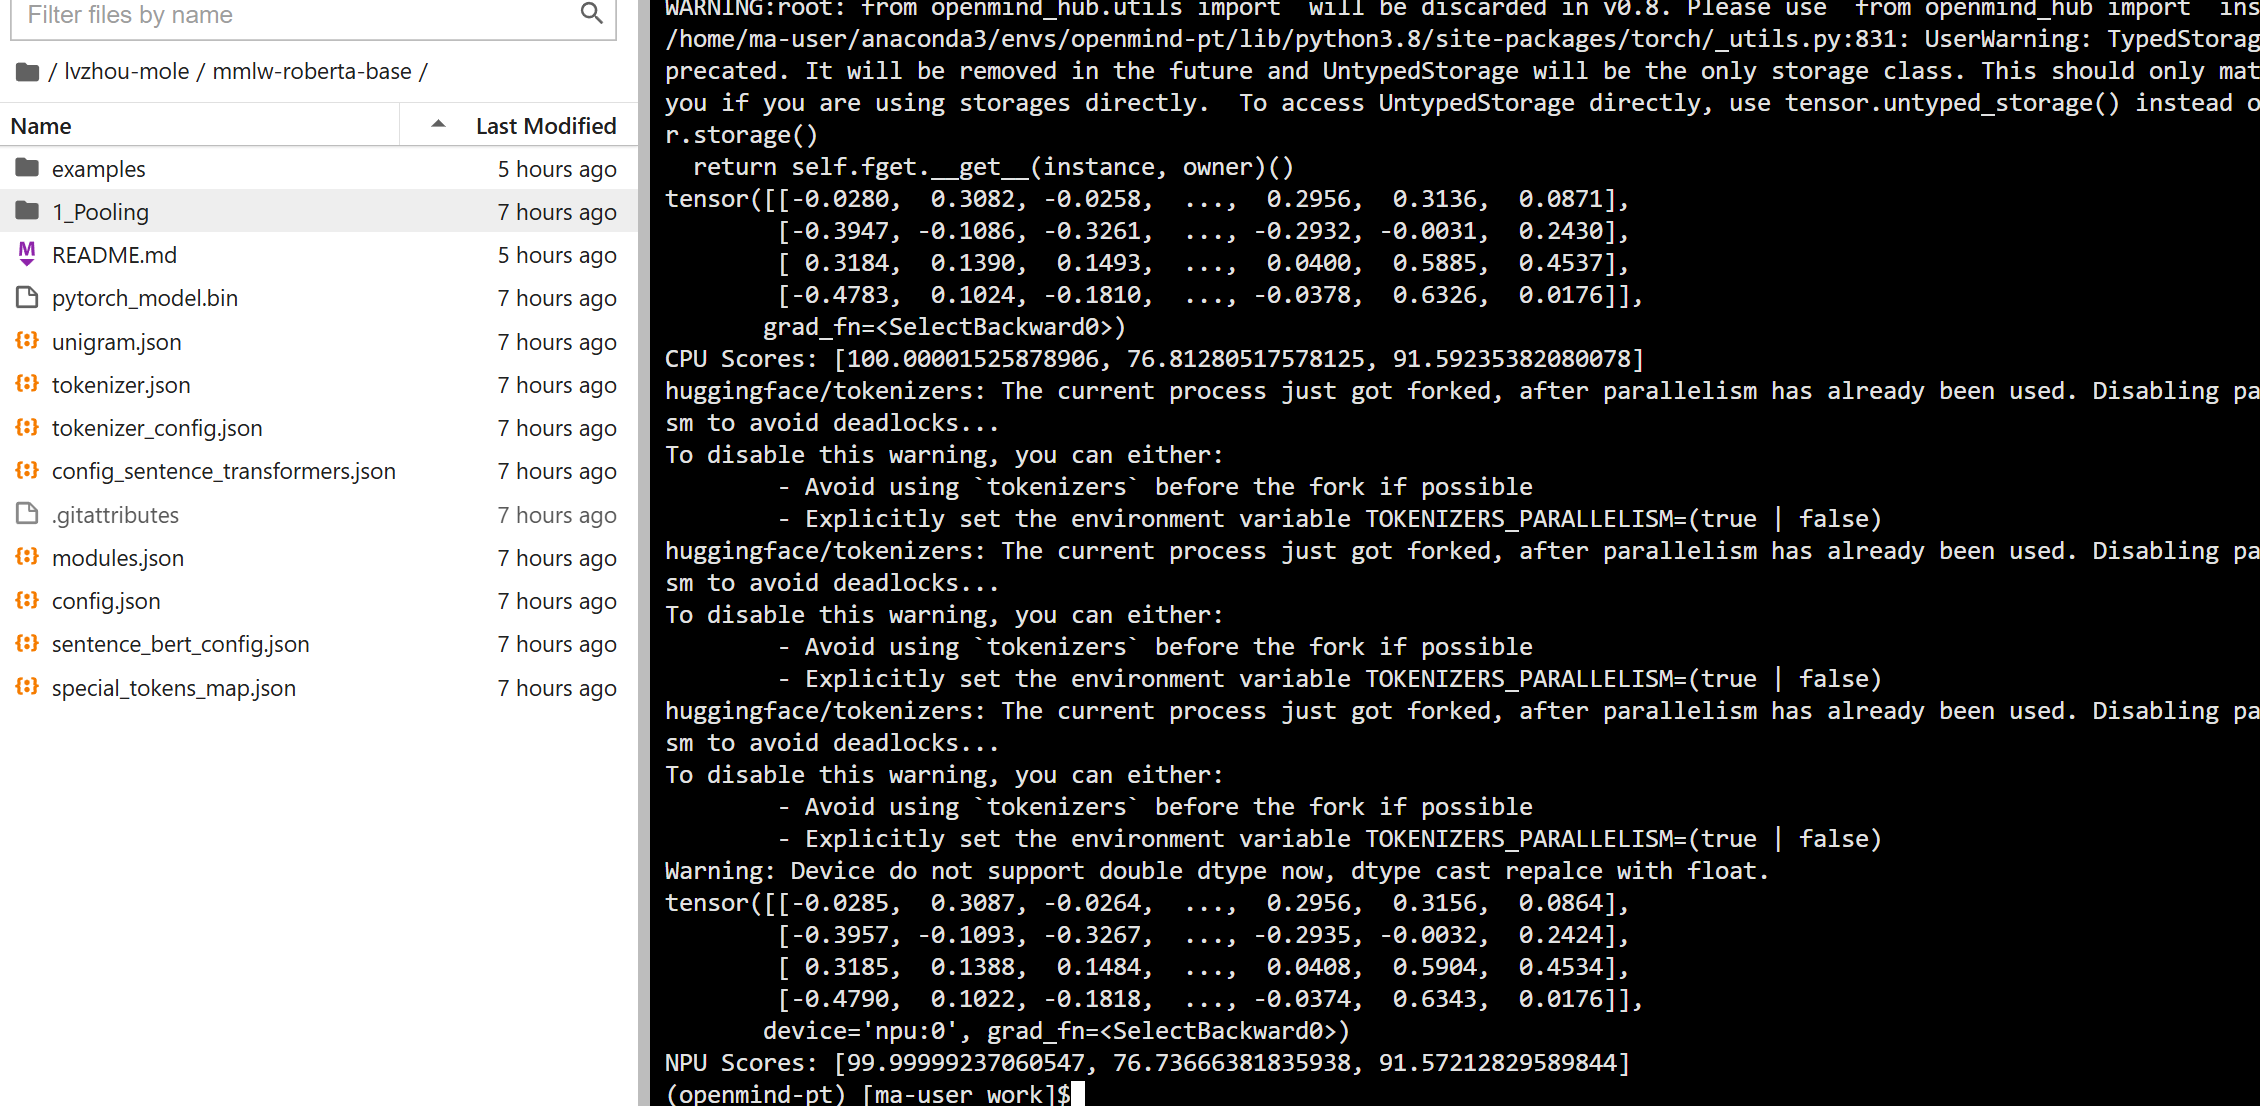 Filter files by name
/ lvzhou-mole / mmlw-roberta-base /
Name Last Modified
examples 5 hours ago
1_Pooling 7 hours ago
README.md 5 hours ago
pytorch_model.bin 7 hours ago
unigram.json 7 hours ago
tokenizer.json 7 hours ago
tokenizer_config.json 7 hours ago
config_sentence_transformers.json 7 hours ago
.gitattributes 7 hours ago
modules.json 7 hours ago
config.json 7 hours ago
sentence_bert_config.json 7 hours ago
special_tokens_map.json 7 hours ago
WARNING:root: from openmind_hub.utils import  will be discarded in v0.8. Please use  from openmind_hub import  ins
/home/ma-user/anaconda3/envs/openmind-pt/lib/python3.8/site-packages/torch/_utils.py:831: UserWarning: TypedStorag
precated. It will be removed in the future and UntypedStorage will be the only storage class. This should only mat
you if you are using storages directly.  To access UntypedStorage directly, use tensor.untyped_storage() instead o
r.storage()
  return self.fget.__get__(instance, owner)()
tensor([[-0.0280,  0.3082, -0.0258,  ...,  0.2956,  0.3136,  0.0871],
        [-0.3947, -0.1086, -0.3261,  ..., -0.2932, -0.0031,  0.2430],
        [ 0.3184,  0.1390,  0.1493,  ...,  0.0400,  0.5885,  0.4537],
        [-0.4783,  0.1024, -0.1810,  ..., -0.0378,  0.6326,  0.0176]],
       grad_fn=<SelectBackward0>)
CPU Scores: [100.00001525878906, 76.81280517578125, 91.59235382080078]
huggingface/tokenizers: The current process just got forked, after parallelism has already been used. Disabling pa
sm to avoid deadlocks...
To disable this warning, you can either:
        - Avoid using `tokenizers` before the fork if possible
        - Explicitly set the environment variable TOKENIZERS_PARALLELISM=(true | false)
huggingface/tokenizers: The current process just got forked, after parallelism has already been used. Disabling pa
sm to avoid deadlocks...
To disable this warning, you can either:
        - Avoid using `tokenizers` before the fork if possible
        - Explicitly set the environment variable TOKENIZERS_PARALLELISM=(true | false)
huggingface/tokenizers: The current process just got forked, after parallelism has already been used. Disabling pa
sm to avoid deadlocks...
To disable this warning, you can either:
        - Avoid using `tokenizers` before the fork if possible
        - Explicitly set the environment variable TOKENIZERS_PARALLELISM=(true | false)
Warning: Device do not support double dtype now, dtype cast repalce with float.
tensor([[-0.0285,  0.3087, -0.0264,  ...,  0.2956,  0.3156,  0.0864],
        [-0.3957, -0.1093, -0.3267,  ..., -0.2935, -0.0032,  0.2424],
        [ 0.3185,  0.1388,  0.1484,  ...,  0.0408,  0.5904,  0.4534],
        [-0.4790,  0.1022, -0.1818,  ..., -0.0374,  0.6343,  0.0176]],
       device='npu:0', grad_fn=<SelectBackward0>)
NPU Scores: [99.99999237060547, 76.73666381835938, 91.57212829589844]
(openmind-pt) [ma-user work]$